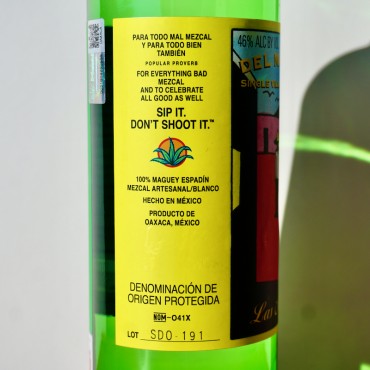 PARA TODO MAL MEZCAL
Y PARA TODO BIEN
TAMBIÉN
POPULAR PROVERB
FOR EVERYTHING BAD
MEZCAL
AND TO CELEBRATE
ALL GOOD AS WELL
SIP IT.
DON'T SHOOT IT.™
100% MAGUEY ESPADÍN
MEZCAL ARTESANAL/BLANCO
HECHO EN MÉXICO
PRODUCTO DE
OAXACA, MÉXICO
DENOMINACIÓN DE
ORIGEN PROTEGIDA
NOM-O41X
LOT SDO-191
46% ALC BY
DEL
SINGLE
Las